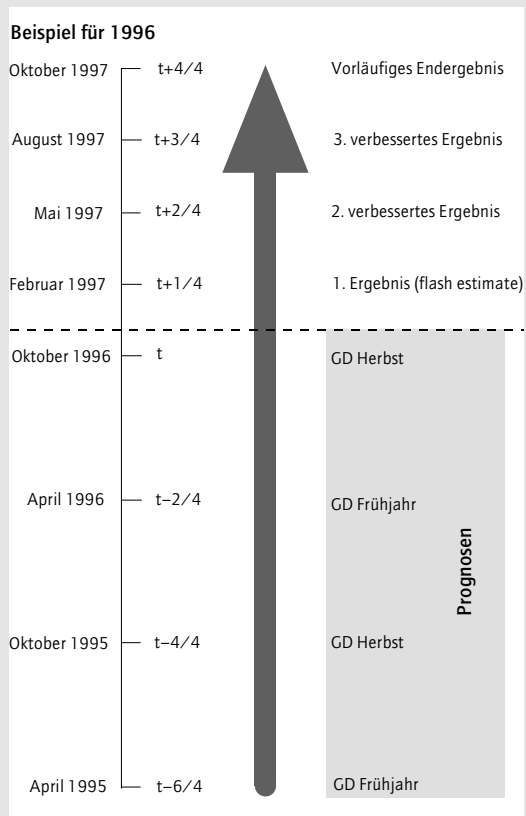 Beispiel für 1996
Oktober 1997 t+4/4 Vorläufiges Endergebnis
August 1997 t+3/4 3. verbessertes Ergebnis
Mai 1997 t+2/4 2. verbessertes Ergebnis
Februar 1997 t+1/4 1. Ergebnis (flash estimate)
Oktober 1996 t GD Herbst
April 1996 t−2/4 GD Frühjahr
Prognosen
Oktober 1995 t−4/4 GD Herbst
April 1995 t−6/4 GD Frühjahr